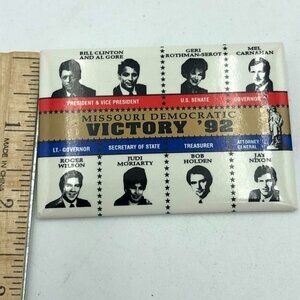 BILL CLINTON
AND AL GORE
GERI
ROTHMAN-SEROT
MEL
CARNAHAN
PRESIDENT & VICE PRESIDENT
U.S. SENATE
GOVERNOR
MISSOURI DEMOCRATIC
VICTORY '92
LT. GOVERNOR
SECRETARY OF STATE
TREASURER
ATTORNEY
GENERAL
ROGER
WILSON
JUDI
MORIARTY
BOB
HOLDEN
JAY
NIXON
MADE IN CHINA
1
2